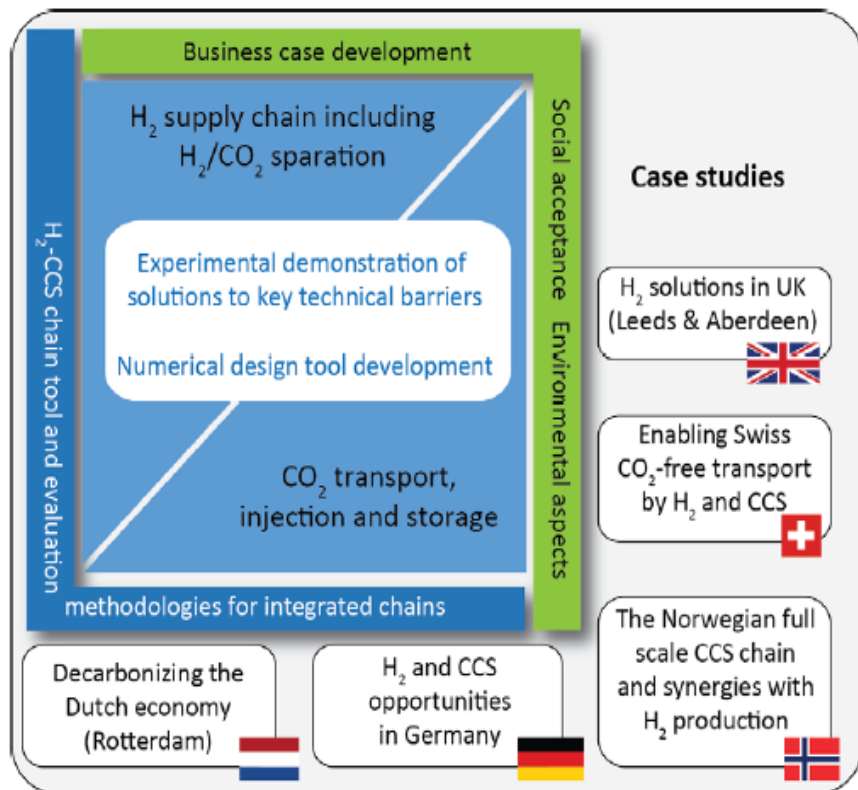 Business case development
H₂ supply chain including
H₂/CO₂ sparation
Experimental demonstration of
solutions to key technical barriers
Numerical design tool development
CO₂ transport,
injection and storage
H₂-CCS chain tool and evaluation
methodologies for integrated chains
Social acceptance Environmental aspects
Case studies
H₂ solutions in UK
(Leeds & Aberdeen)
Enabling Swiss
CO₂-free transport
by H₂ and CCS
The Norwegian full
scale CCS chain
and synergies with
H₂ production
Decarbonizing the
Dutch economy
(Rotterdam)
H₂ and CCS
opportunities
in Germany